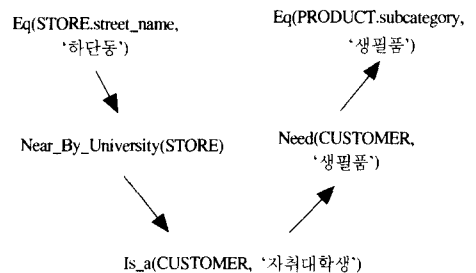 Eq(STORE.street_name,
‘하단동’)
Eq(PRODUCT.subcategory,
‘생필품’)
Near_By_University(STORE)
Need(CUSTOMER,
‘생필품’)
Is_a(CUSTOMER, ‘자취대학생’)